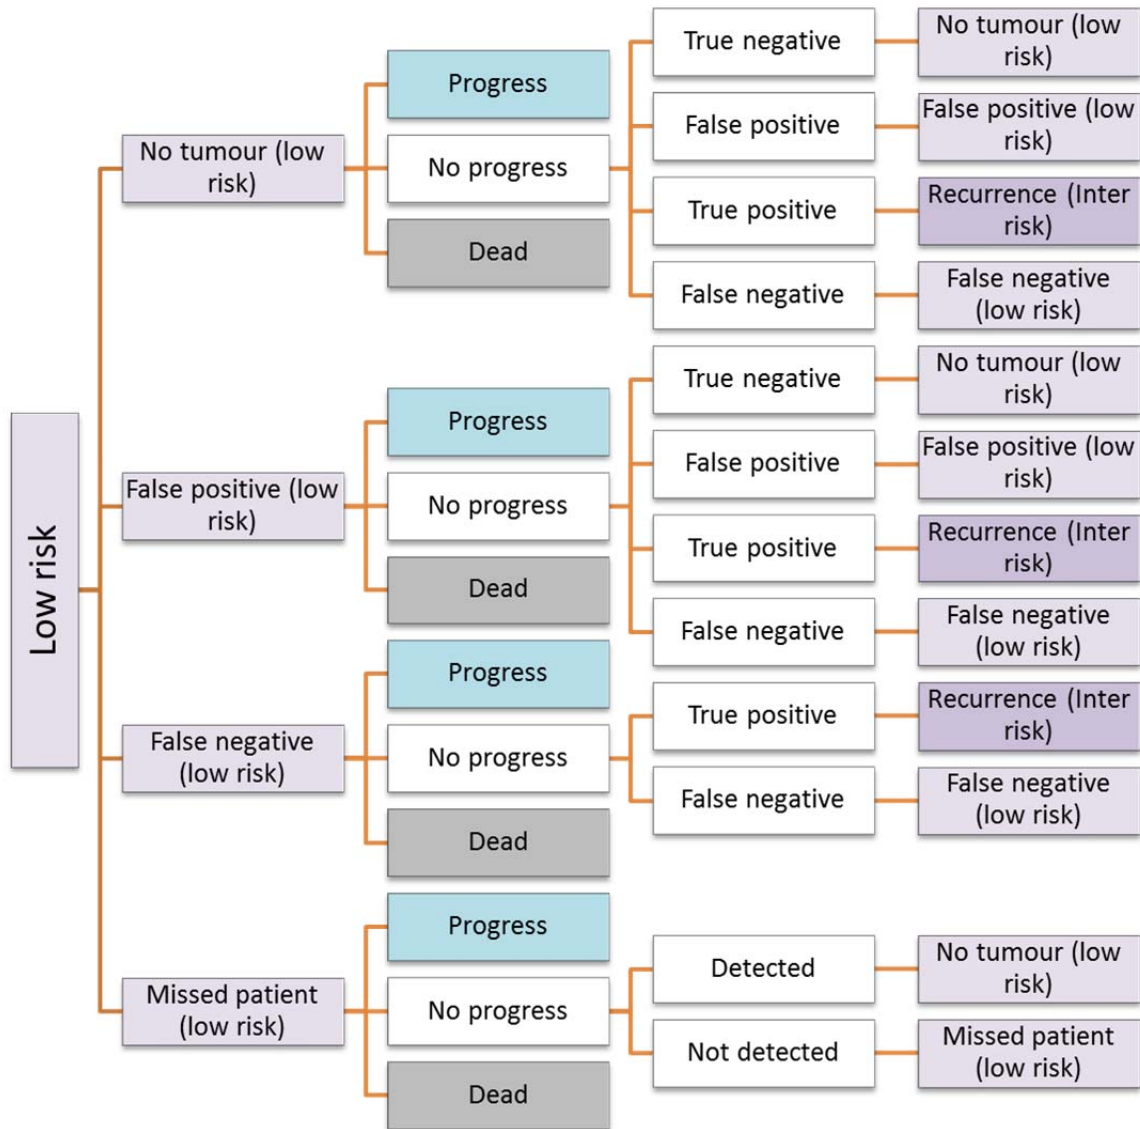 Low risk
No tumour (low
risk)
Progress
No progress
Dead
True negative
No tumour (low
risk)
False positive
False positive (low
risk)
True positive
Recurrence (Inter
risk)
False negative
False negative
(low risk)
False positive (low
risk)
Progress
No progress
Dead
True negative
No tumour (low
risk)
False positive
False positive (low
risk)
True positive
Recurrence (Inter
risk)
False negative
False negative
(low risk)
False negative
(low risk)
Progress
No progress
Dead
True positive
Recurrence (Inter
risk)
False negative
False negative
(low risk)
Missed patient
(low risk)
Progress
No progress
Dead
Detected
No tumour (low
risk)
Not detected
Missed patient
(low risk)